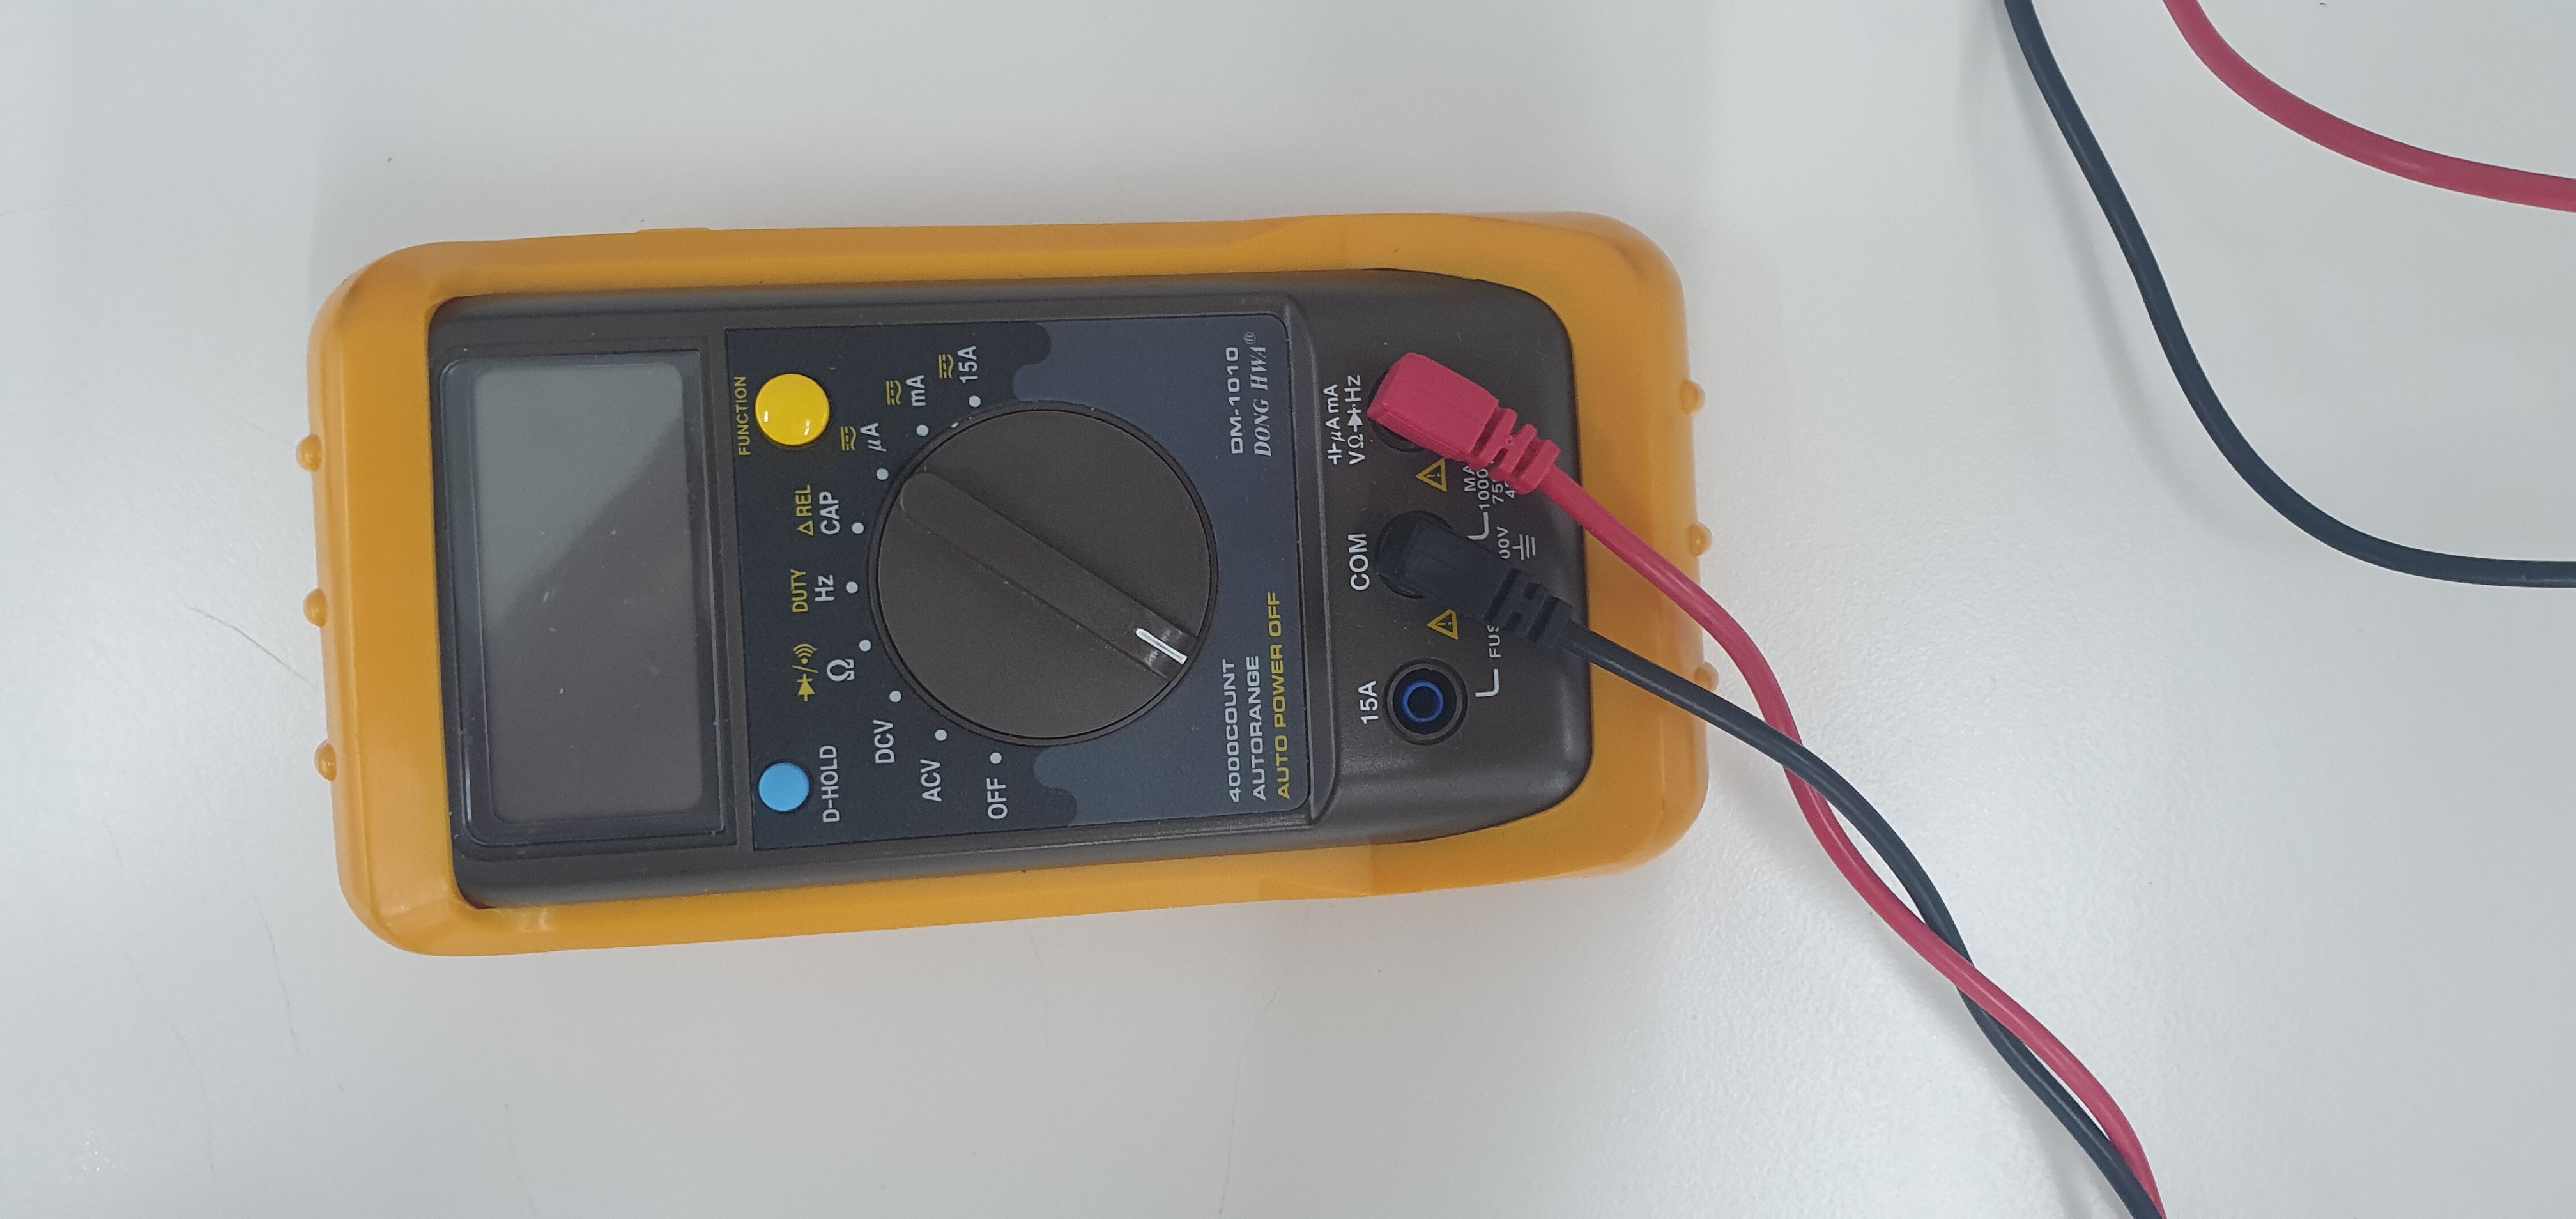 FUNCTION
D-HOLD
Ω
DUTY
Hz
△ REL
CAP
DCV
ACV
OFF
µA
mA
15A
4000COUNT
AUTORANGE
AUTO POWER OFF
DM-1010
DONG HWA®
15A
COM
µA mA
VΩ Hz
MA